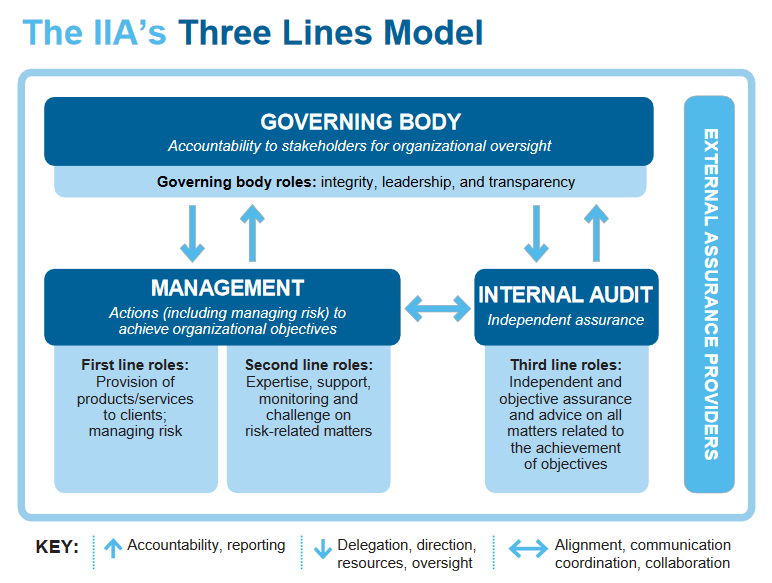 The IIA's Three Lines Model
GOVERNING BODY
Accountability to stakeholders for organizational oversight
Governing body roles: integrity, leadership, and transparency
MANAGEMENT
Actions (including managing risk) to
achieve organizational objectives
First line roles:
Provision of
products/services
to clients;
managing risk
Second line roles:
Expertise, support,
monitoring and
challenge on
risk-related matters
INTERNAL AUDIT
Independent assurance
Third line roles:
Independent and
objective assurance
and advice on all
matters related to
the achievement
of objectives
EXTERNAL ASSURANCE PROVIDERS
KEY:
Accountability, reporting
Delegation, direction,
resources, oversight
Alignment, communication
coordination, collaboration